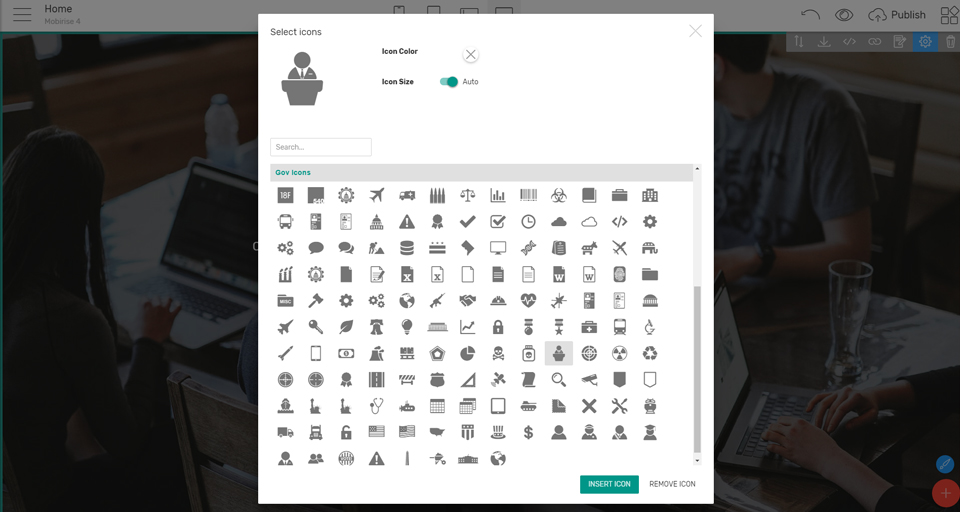 Home
Mobirise 4
Publish
Select icons
Icon Color
Icon Size
Auto
Search...
Gov Icons
18F
MISC
INSERT ICON
REMOVE ICON